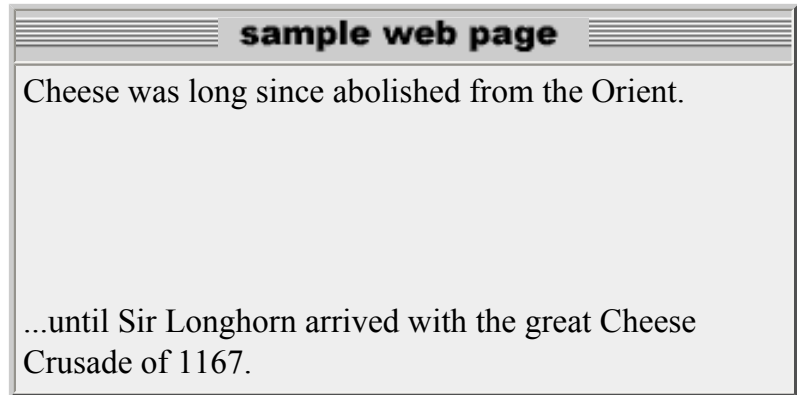 sample web page
Cheese was long since abolished from the Orient.
...until Sir Longhorn arrived with the great Cheese
Crusade of 1167.